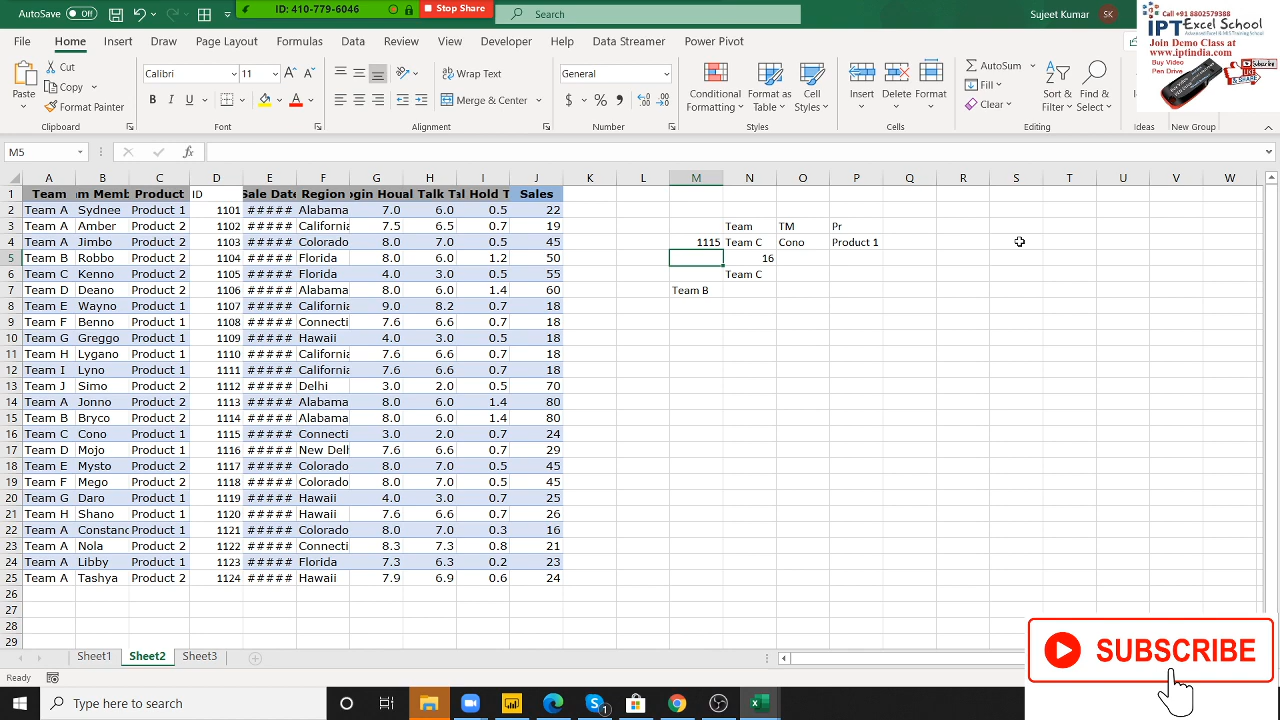 AutoSave Off
ID: 410-779-6046
Stop Share
Search
Sujeet Kumar
SK
Call +91 8802579388
IPT Excel School
Advanced Excel & MIS Training School
Join Demo Class at
www.iptindia.com
Buy Video
Pen Drive
Subscribe
File Home Insert Draw Page Layout Formulas Data Review View Developer Help Data Streamer Power Pivot
Paste
Cut
Copy
Format Painter
Calibri 11
B I U
Wrap Text
Merge & Center
General
$ % ,
Conditional Formatting
Format as Table
Cell Styles
Insert Delete Format
AutoSum
Fill
Clear
Sort & Filter
Find & Select
Clipboard Font Alignment Number Styles Cells Editing Ideas New Group
M5
fx
A B C D E F G H I J K L M N O P Q R S T U V W
1 Team m Memb Product ID Sale Date Region gin Hou al Talk T al Hold T Sales
2 Team A Sydnee Product 1 1101 ##### Alabama 7.0 6.0 0.5 22
3 Team A Amber Product 2 1102 ##### California 7.5 6.5 0.7 19 Team TM Pr
4 Team A Jimbo Product 2 1103 ##### Colorado 8.0 7.0 0.5 45 1115 Team C Cono Product 1
5 Team B Robbo Product 2 1104 ##### Florida 8.0 6.0 1.2 50 16
6 Team C Kenno Product 2 1105 ##### Florida 4.0 3.0 0.5 55 Team C
7 Team D Deano Product 2 1106 ##### Alabama 8.0 6.0 1.4 60 Team B
8 Team E Wayno Product 1 1107 ##### California 9.0 8.2 0.7 18
9 Team F Benno Product 1 1108 ##### Connecti 7.6 6.6 0.7 18
10 Team G Greggo Product 1 1109 ##### Hawaii 4.0 3.0 0.5 18
11 Team H Lygano Product 1 1110 ##### California 7.6 6.6 0.7 18
12 Team I Lyno Product 1 1111 ##### California 7.6 6.6 0.7 18
13 Team J Simo Product 2 1112 ##### Delhi 3.0 2.0 0.5 70
14 Team A Jonno Product 2 1113 ##### Alabama 8.0 6.0 1.4 80
15 Team B Bryco Product 2 1114 ##### Alabama 8.0 6.0 1.4 80
16 Team C Cono Product 1 1115 ##### Connecti 3.0 2.0 0.7 24
17 Team D Mojo Product 1 1116 ##### New Delh 7.6 6.6 0.7 29
18 Team E Mysto Product 2 1117 ##### Colorado 8.0 7.0 0.5 45
19 Team F Mego Product 2 1118 ##### Colorado 8.0 7.0 0.5 45
20 Team G Daro Product 1 1119 ##### Hawaii 4.0 3.0 0.7 25
21 Team H Shano Product 1 1120 ##### Hawaii 7.6 6.6 0.7 26
22 Team A Constanc Product 1 1121 ##### Colorado 8.0 7.0 0.3 16
23 Team A Nola Product 2 1122 ##### Connecti 8.3 7.3 0.8 21
24 Team A Libby Product 1 1123 ##### Florida 7.3 6.3 0.2 23
25 Team A Tashya Product 2 1124 ##### Hawaii 7.9 6.9 0.6 24
26
27
28
29
SUBSCRIBE
Sheet1 Sheet2 Sheet3
Ready
Type here to search